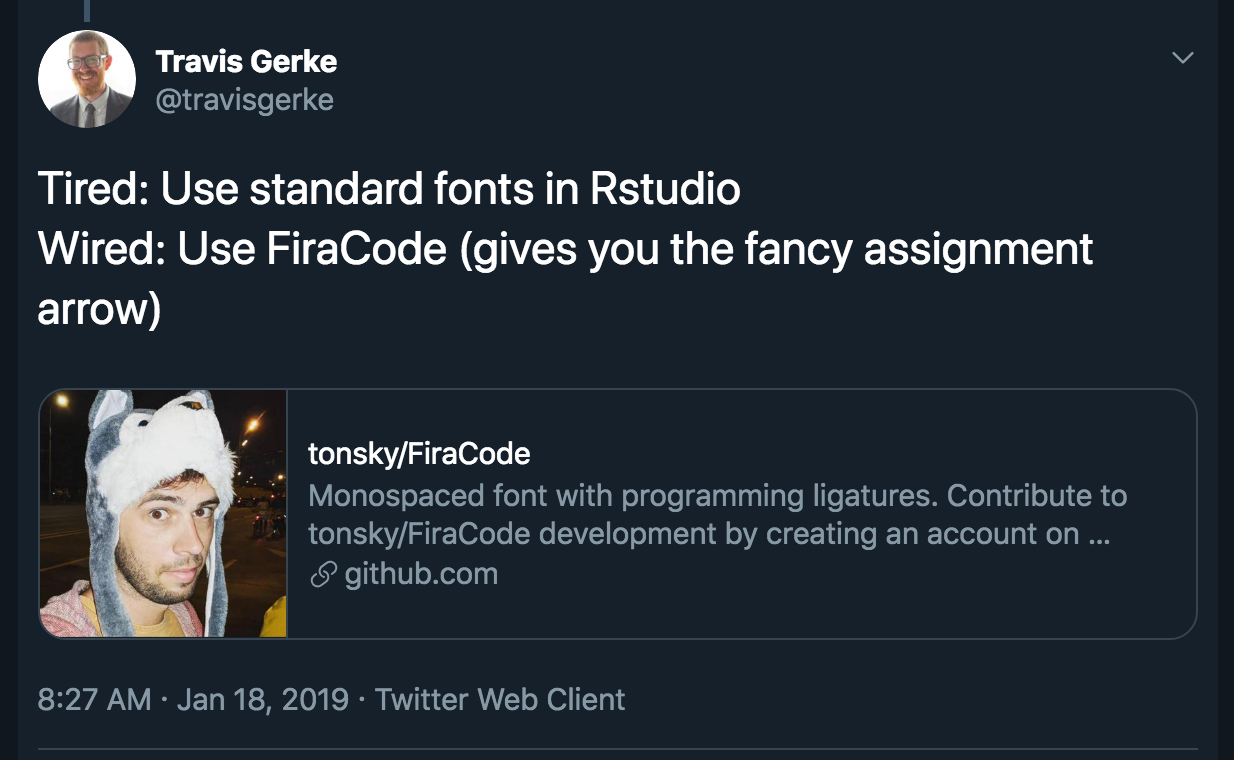 Travis Gerke
@travisgerke
Tired: Use standard fonts in Rstudio
Wired: Use FiraCode (gives you the fancy assignment
arrow)
tonsky/FiraCode
Monospaced font with programming ligatures. Contribute to
tonsky/FiraCode development by creating an account on ...
github.com
8:27 AM · Jan 18, 2019 · Twitter Web Client